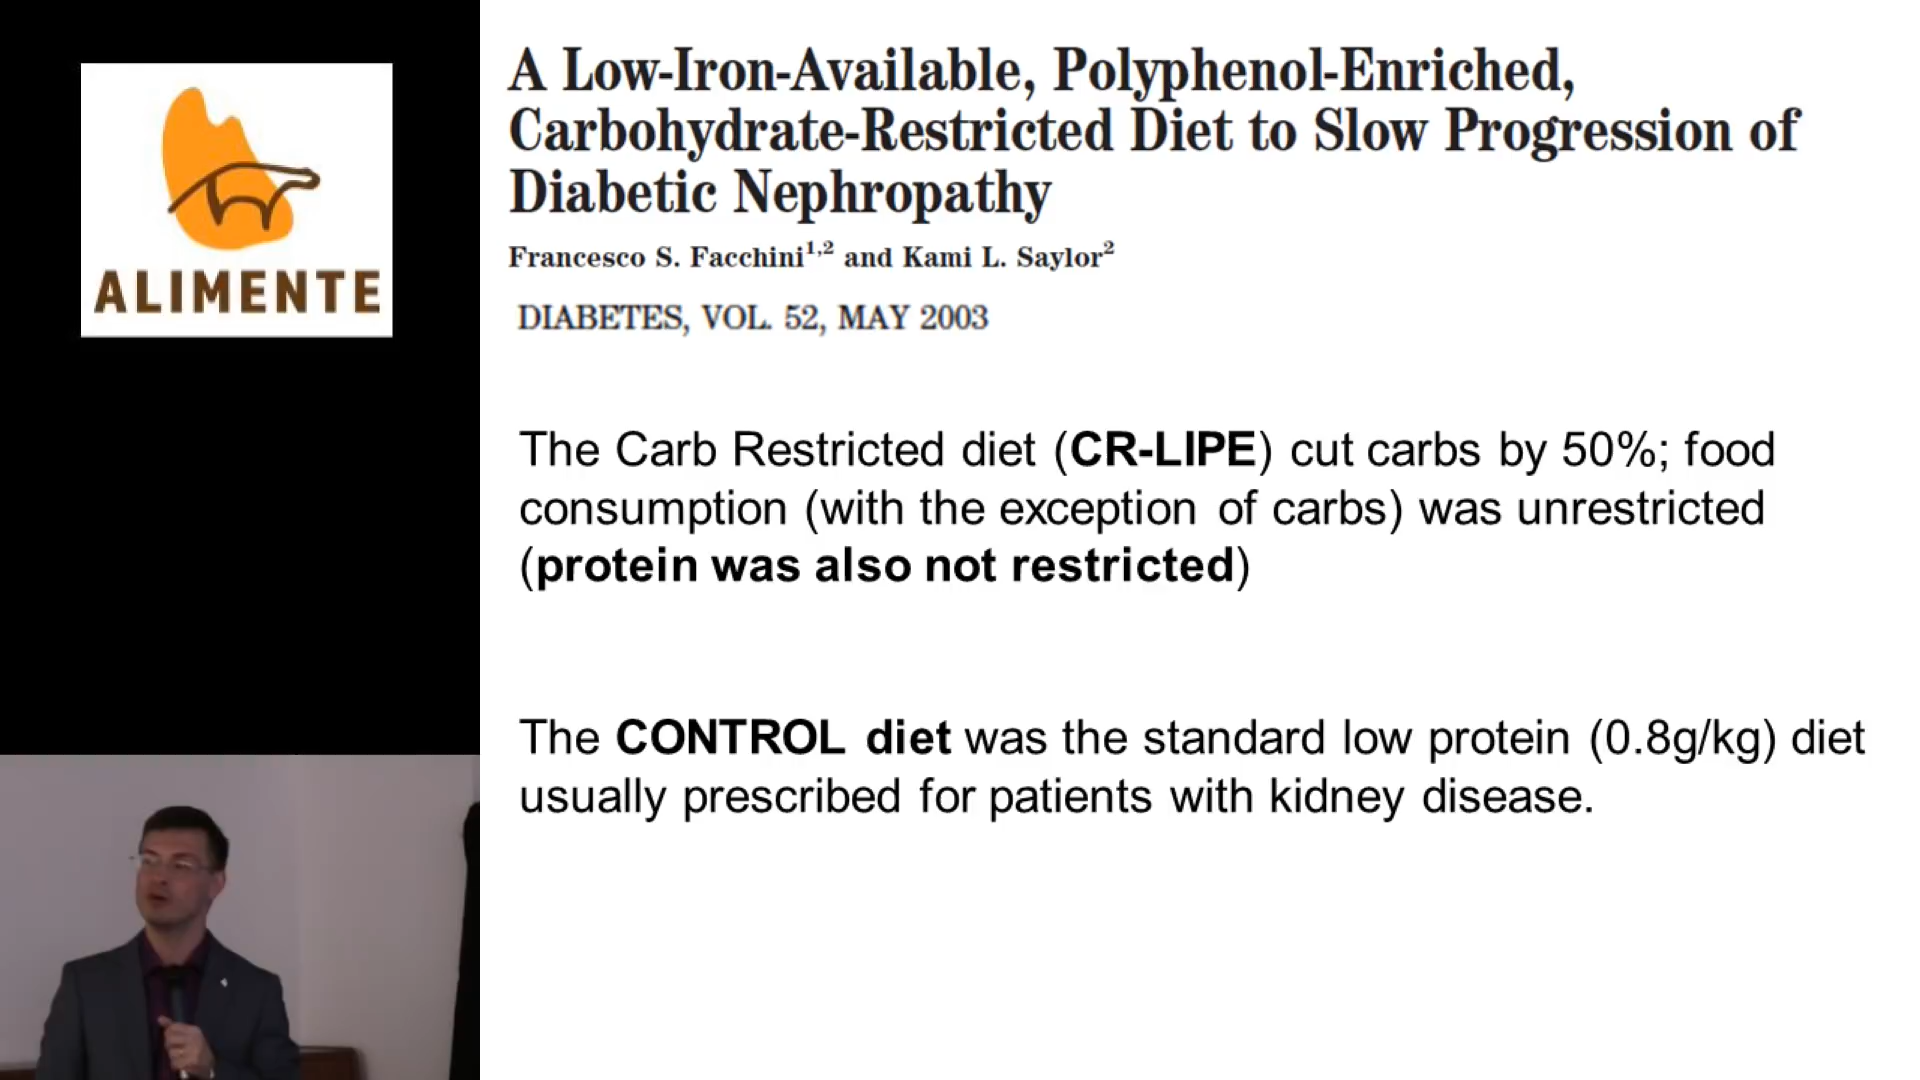 ALIMENTE
A Low-Iron-Available, Polyphenol-Enriched,
Carbohydrate-Restricted Diet to Slow Progression of
Diabetic Nephropathy
Francesco S. Facchini1,2 and Kami L. Saylor2
DIABETES, VOL. 52, MAY 2003
The Carb Restricted diet (CR-LIPE) cut carbs by 50%; food
consumption (with the exception of carbs) was unrestricted
(protein was also not restricted)
The CONTROL diet was the standard low protein (0.8g/kg) diet
usually prescribed for patients with kidney disease.